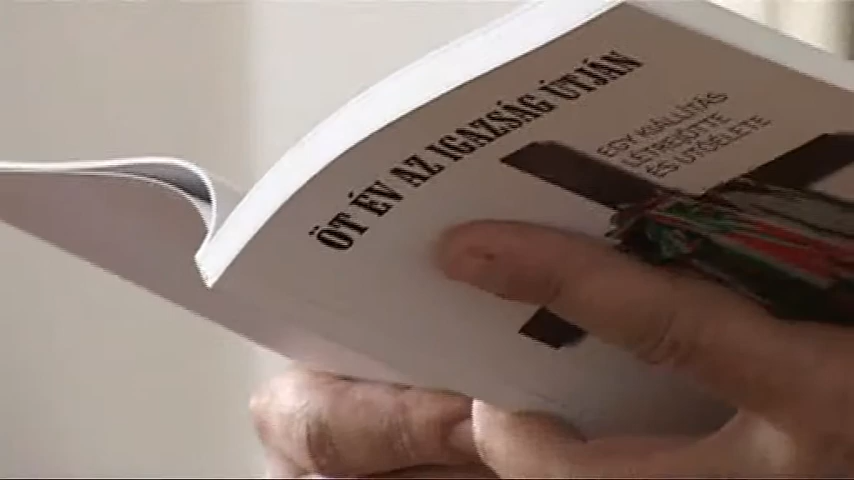 ÖT ÉV AZ IGAZSÁG ÚTJÁN
EGY KIÁLLÍTÁS
LÉTREJÖTTE
ÉS UTÓÉLETE